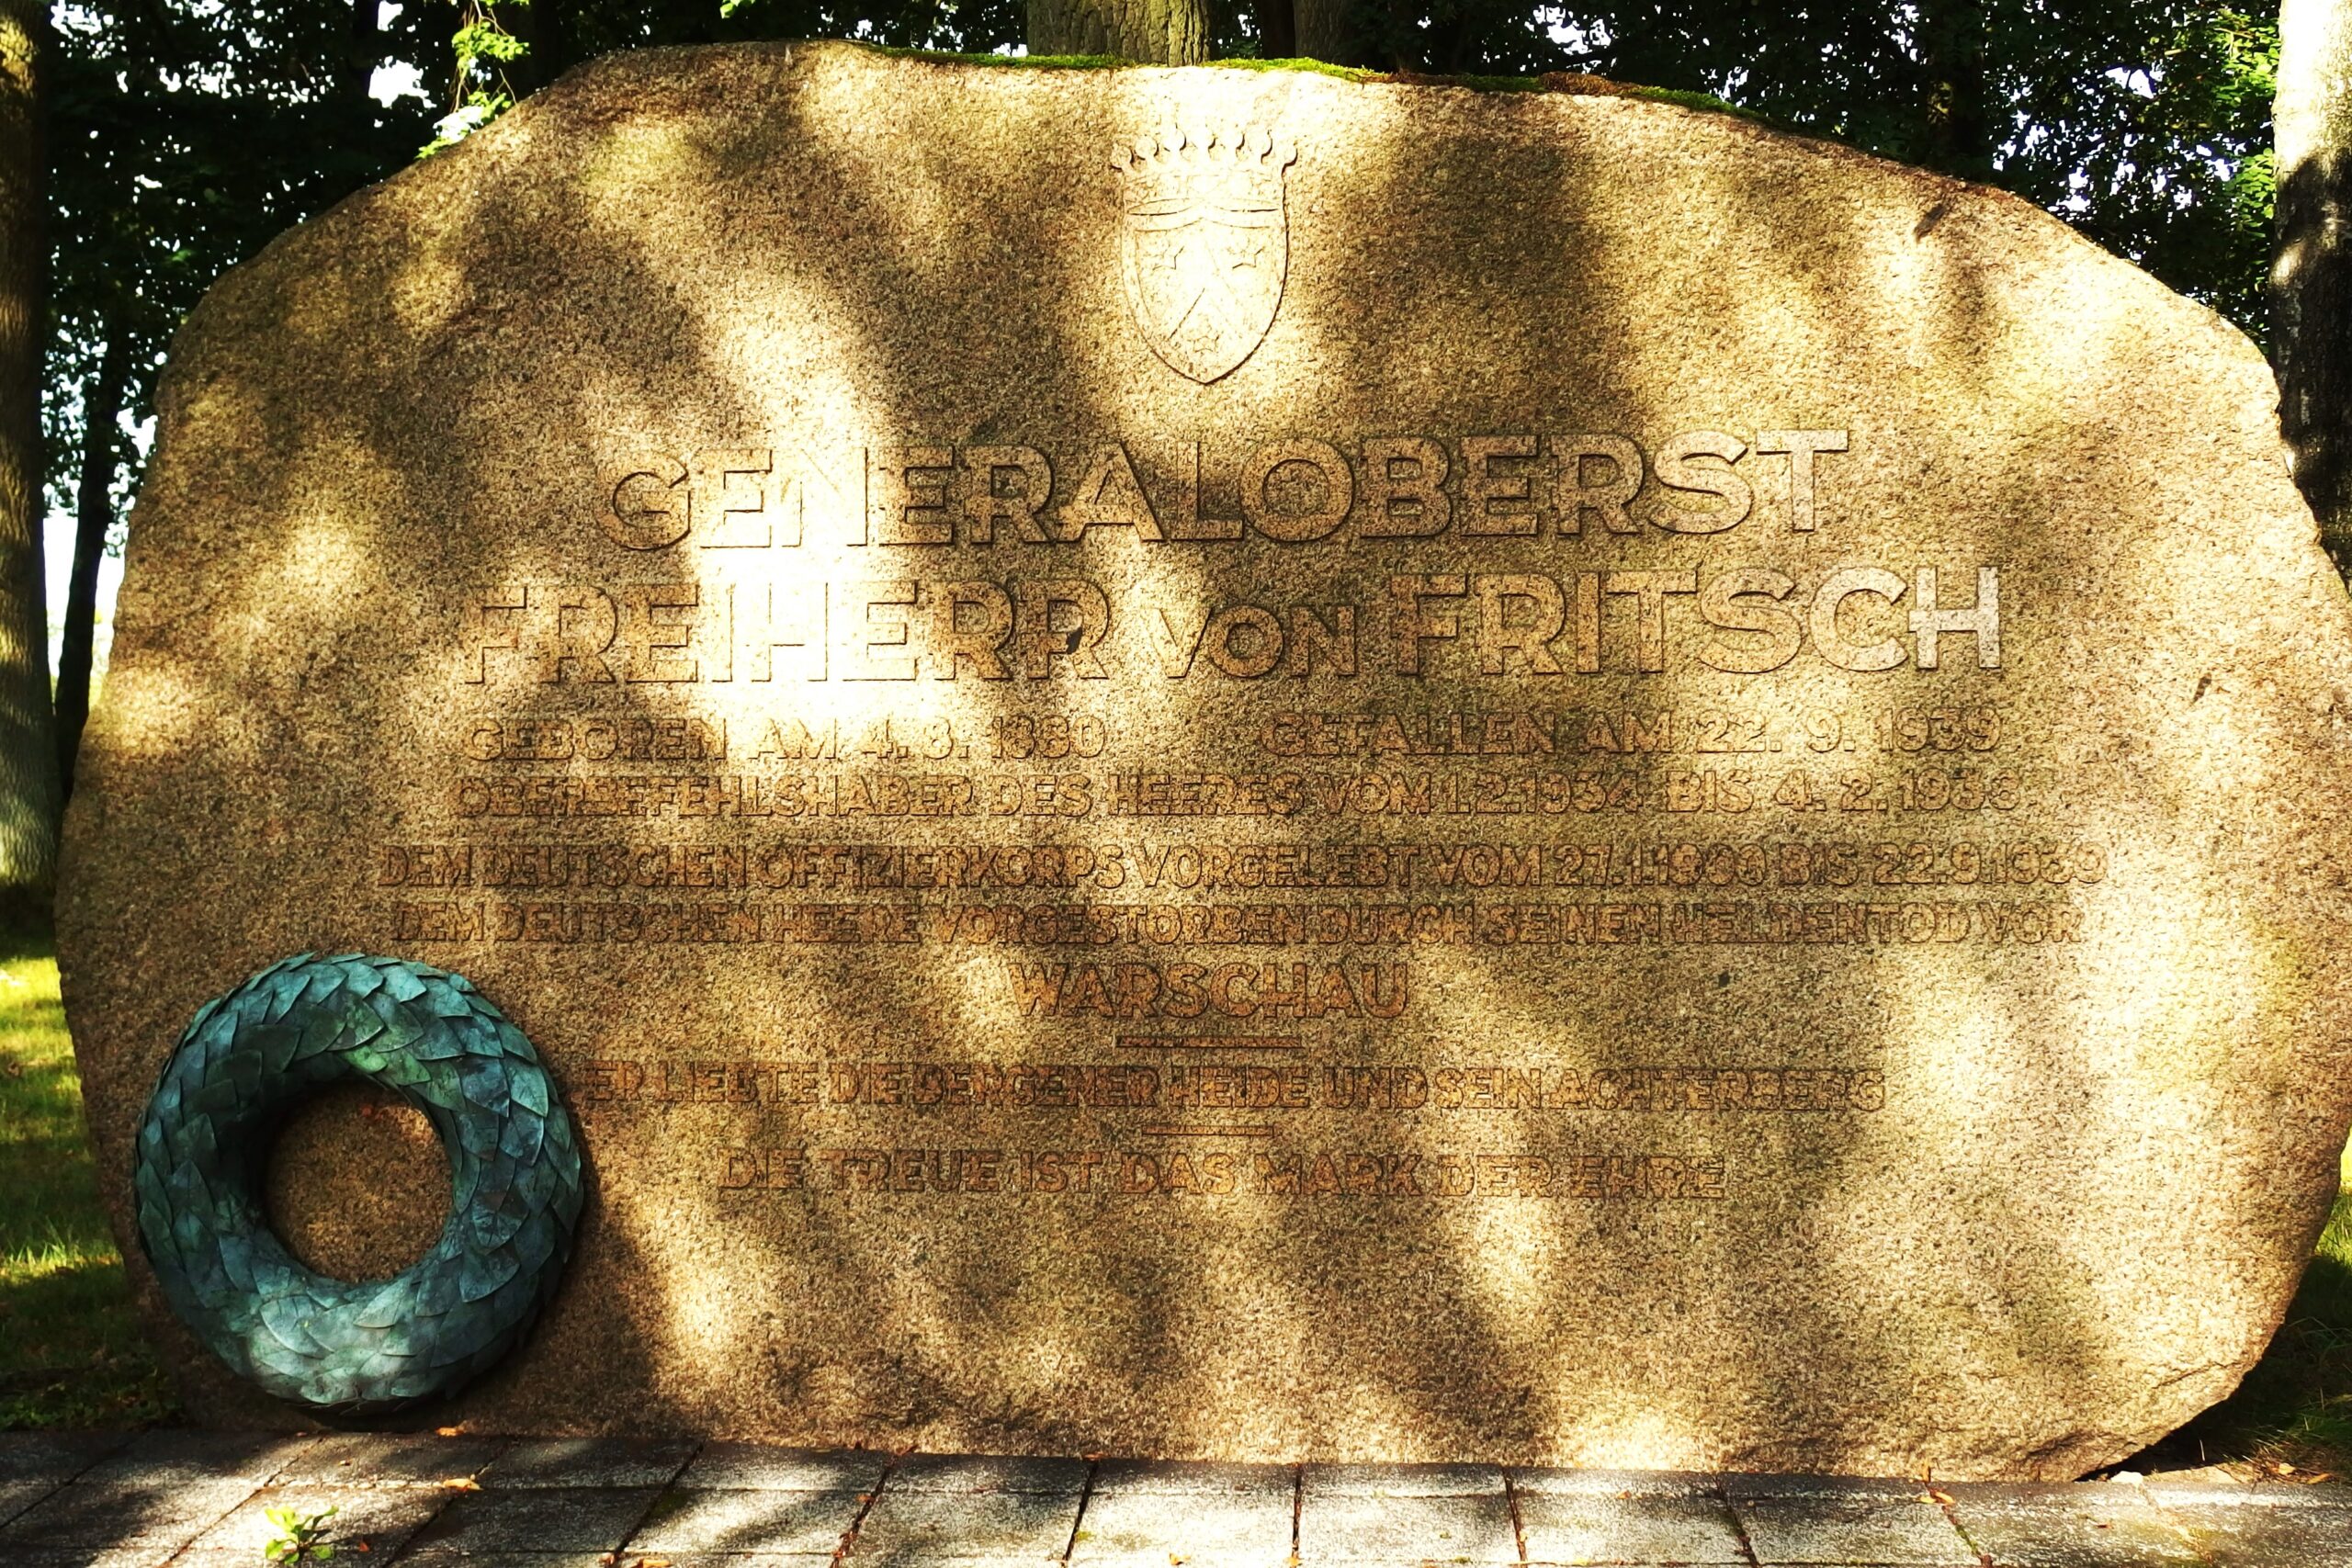 GENERALOBERST
FREIHERR VON FRITSCH
GEBOREN AM 4. 8. 1880 GEFALLEN AM 22. 9. 1939
OBERBEFEHLSHABER DES HEERES VOM 1.2.1934 BIS 4. 2. 1938
DEM DEUTSCHEN OFFIZIERKORPS VORGELEBT VOM 27.1.1900 BIS 22.9.1939
DEM DEUTSCHEN HEERE VORGESTORBEN DURCH SEINEN HELDENTOD VOR
WARSCHAU
ER LIEBTE DIE BERGENER HEIDE UND SEIN ACHTERBERG
DIE TREUE IST DAS MARK DER EHRE